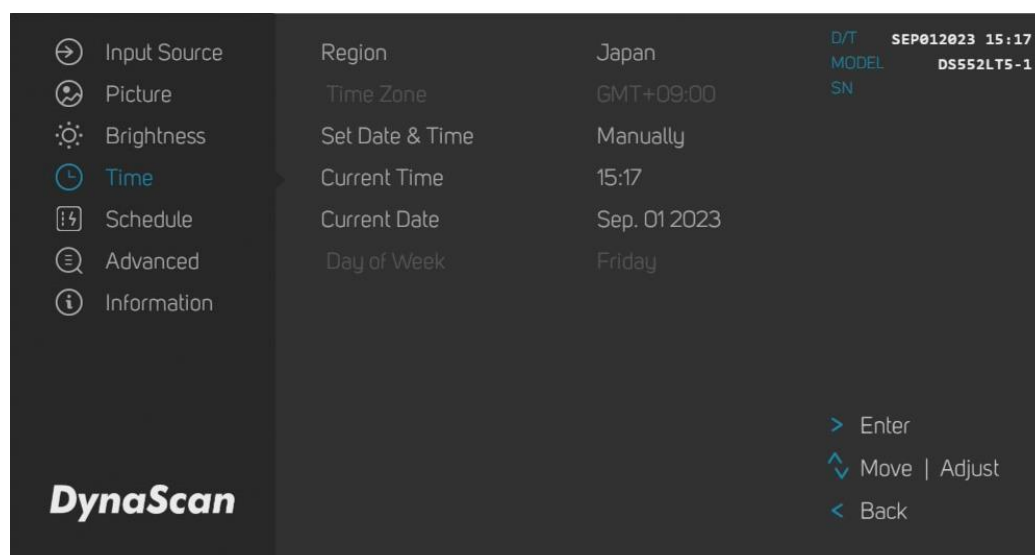 Input Source
Picture
Brightness
Time
Schedule
Advanced
Information
DynaScan
Region Japan
Time Zone GMT+09:00
Set Date & Time Manually
Current Time 15:17
Current Date Sep. 01 2023
Day of Week Friday
D/T SEP012023 15:17
MODEL DS552LT5-1
SN
> Enter
Move | Adjust
< Back